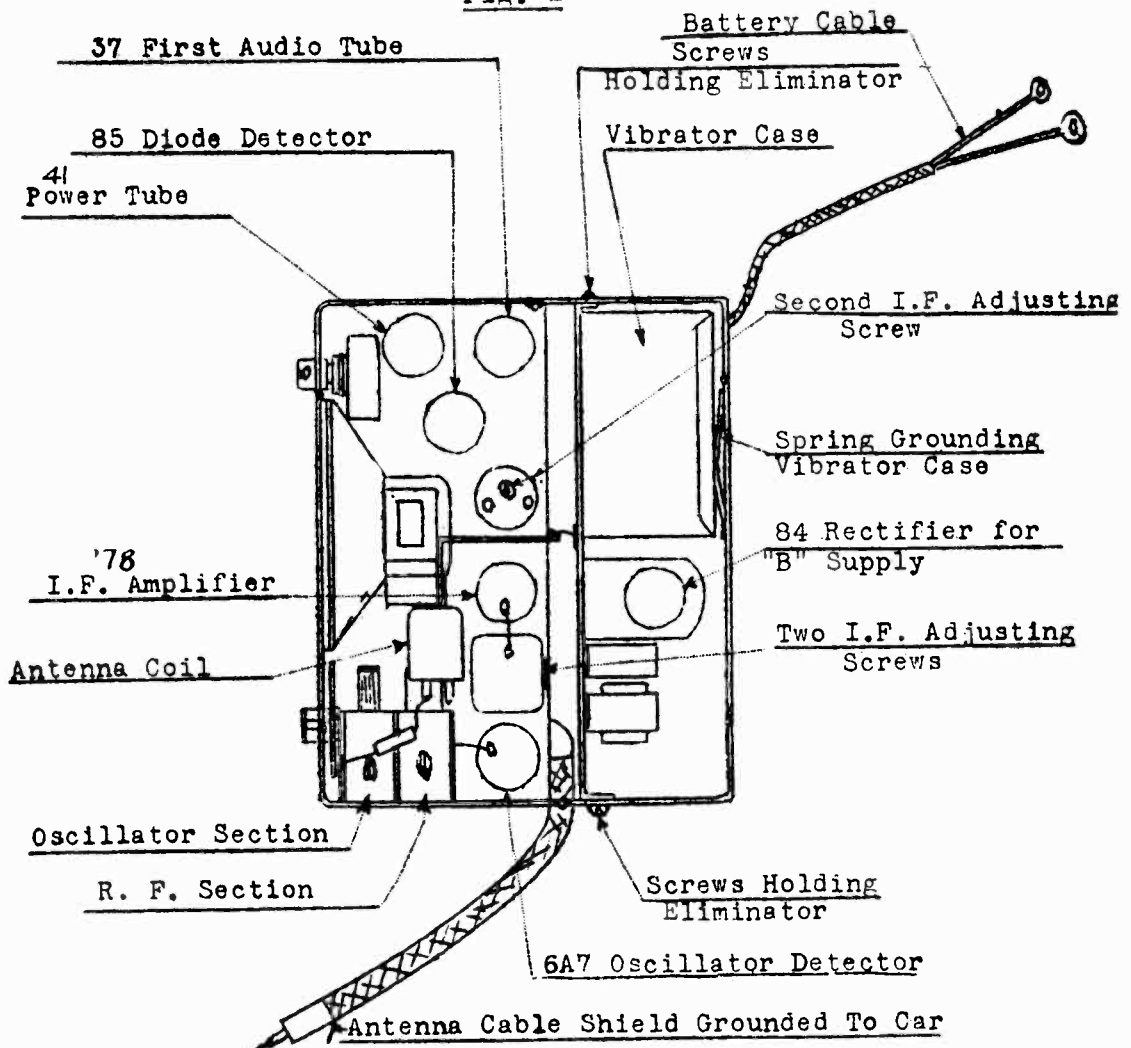 Battery Cable
37 First Audio Tube
Screws
Holding Eliminator
85 Diode Detector
Vibrator Case
41
Power Tube
Second I.F. Adjusting
Screw
Spring Grounding
Vibrator Case
84 Rectifier for
"B" Supply
'78
I.F. Amplifier
Two I.F. Adjusting
Screws
Antenna Coil
Oscillator Section
R. F. Section
Screws Holding
Eliminator
6A7 Oscillator Detector
Antenna Cable Shield Grounded To Car